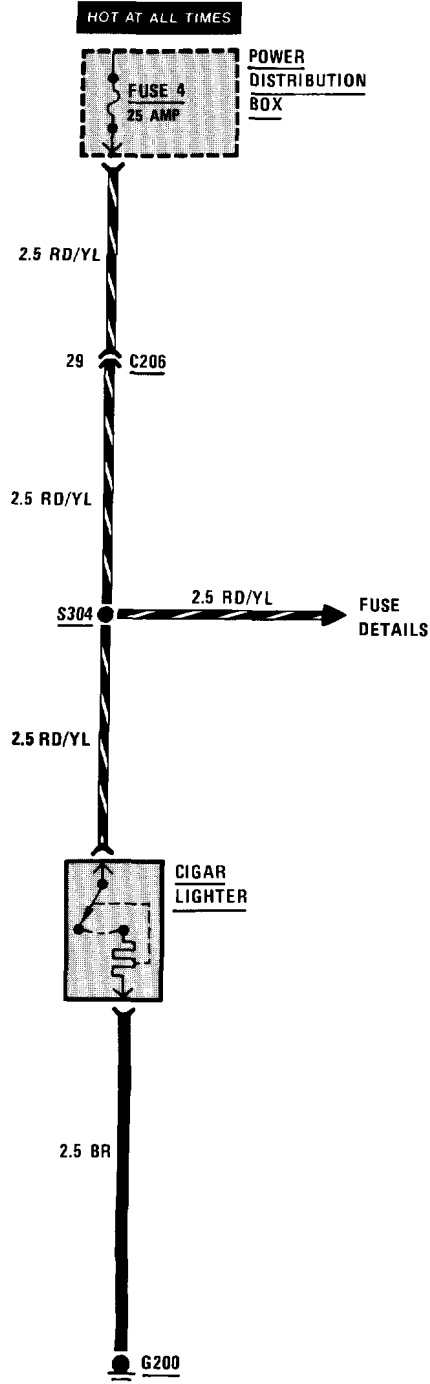 HOT AT ALL TIMES
POWER
DISTRIBUTION
BOX
FUSE 4
25 AMP
2.5 RD/YL
29
C206
2.5 RD/YL
S304
2.5 RD/YL
FUSE
DETAILS
2.5 RD/YL
CIGAR
LIGHTER
2.5 BR
G200